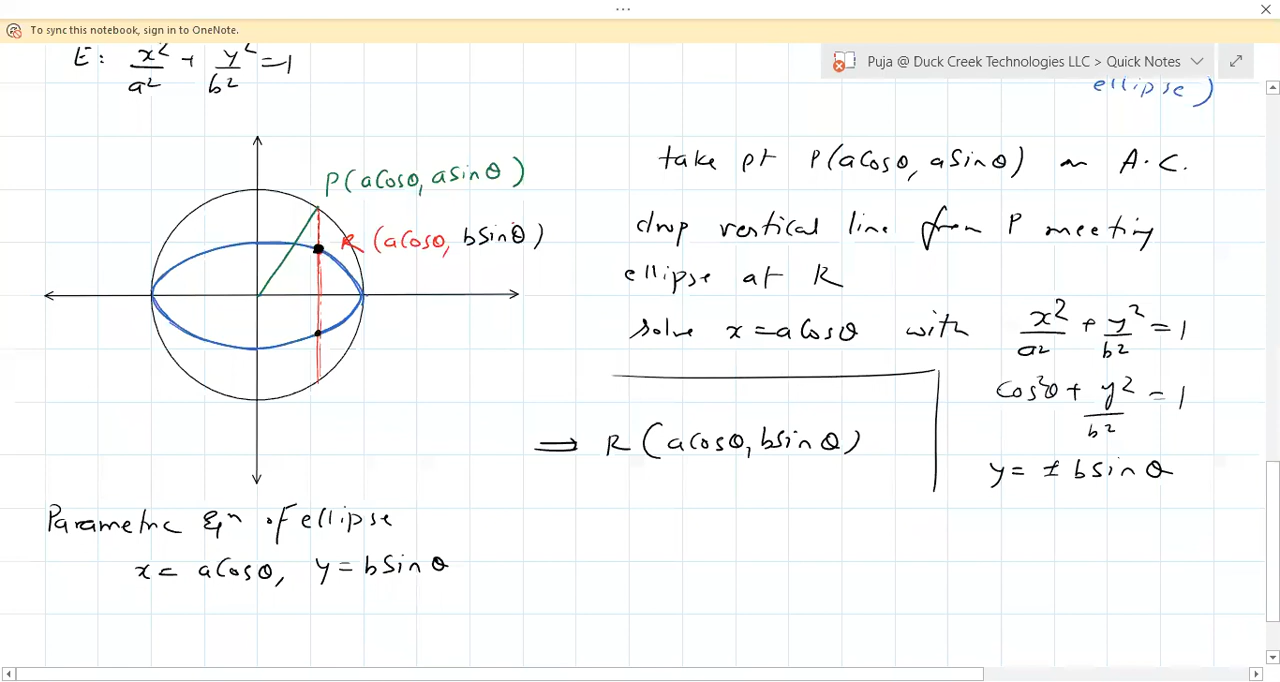 To sync this notebook, sign in to OneNote.
Puja @ Duck Creek Technologies LLC > Quick Notes
E: x²/a² + y²/b² = 1
ellipse)
P(acosθ, asinθ)
R(acosθ, bsinθ)
take pt P(acosθ, asinθ) on A.C.
drop vertical line from P meeting
ellipse at R
solve x = acosθ with x²/a² + y²/b² = 1
cos²θ + y²/b² = 1
⇒ R(acosθ, bsinθ)
y = ± bsinθ
Parametric Eqn of ellipse
x = acosθ, y = bsinθ